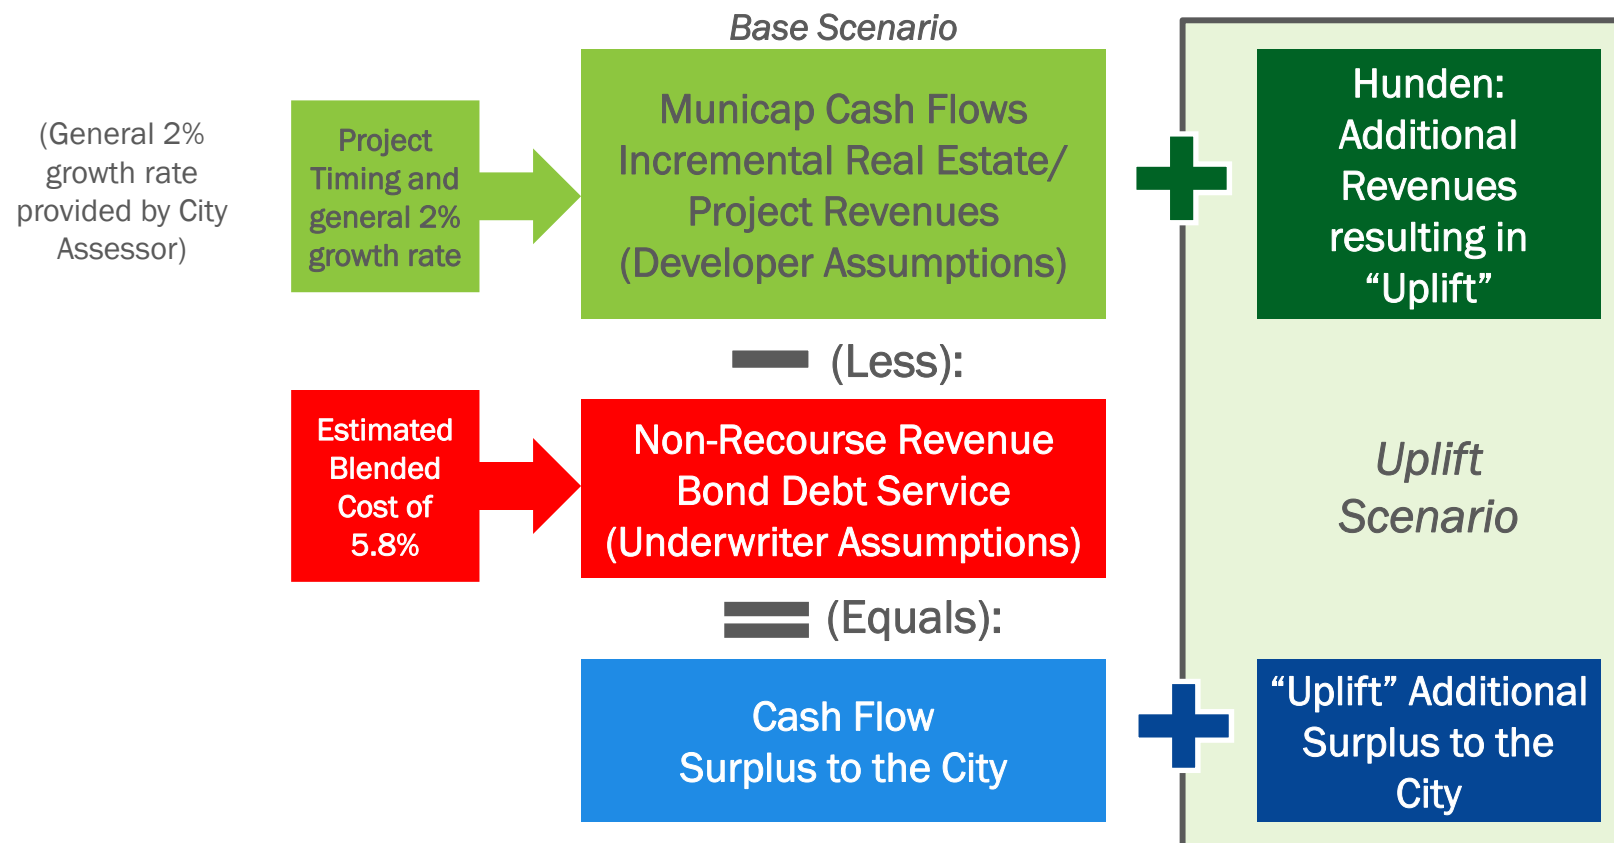 Base Scenario
(General 2%
growth rate
provided by City
Assessor)
Project
Timing and
general 2%
growth rate
Municap Cash Flows
Incremental Real Estate/
Project Revenues
(Developer Assumptions)
Hunden:
Additional
Revenues
resulting in
“Uplift”
(Less):
Estimated
Blended
Cost of
5.8%
Non-Recourse Revenue
Bond Debt Service
(Underwriter Assumptions)
Uplift
Scenario
(Equals):
Cash Flow
Surplus to the City
“Uplift” Additional
Surplus to the
City